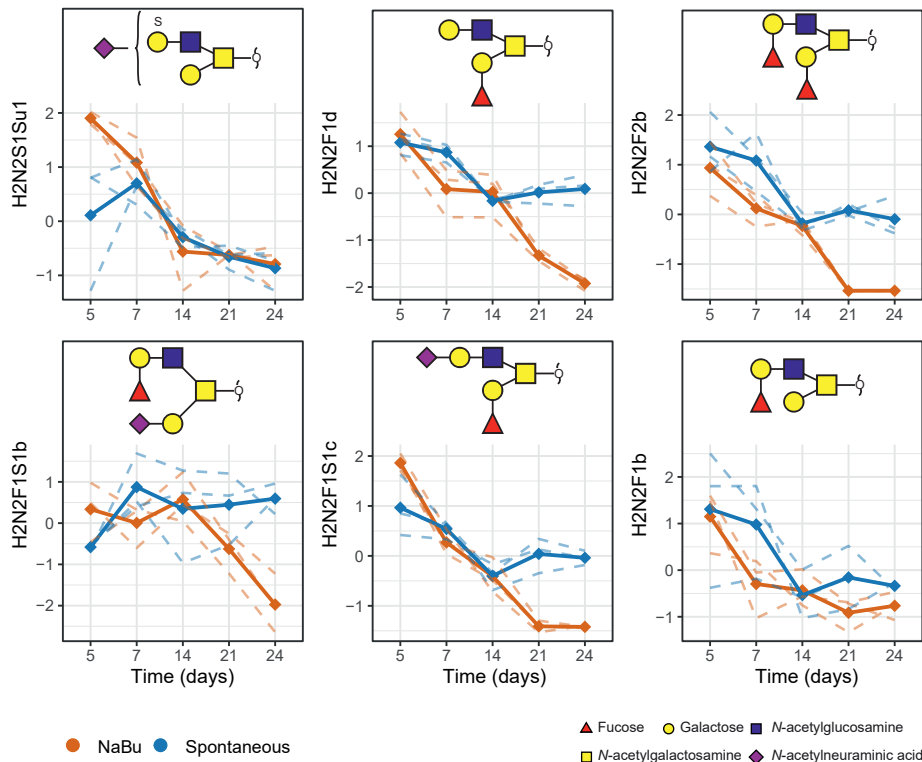 S
H2N2S1Su1
2
1
0
−1
5 7 14 21 24
H2N2F1d
1
0
−1
−2
5 7 14 21 24
H2N2F2b
2
0
−1
5 7 14 21 24
H2N2F1S1b
1
0
−1
−2
5 7 14 21 24
Time (days)
H2N2F1S1c
2
1
0
−1
5 7 14 21 24
Time (days)
H2N2F1b
2
1
0
−1
5 7 14 21 24
Time (days)
NaBu Spontaneous
Fucose Galactose N-acetylglucosamine
N-acetylgalactosamine N-acetylneuraminic acid